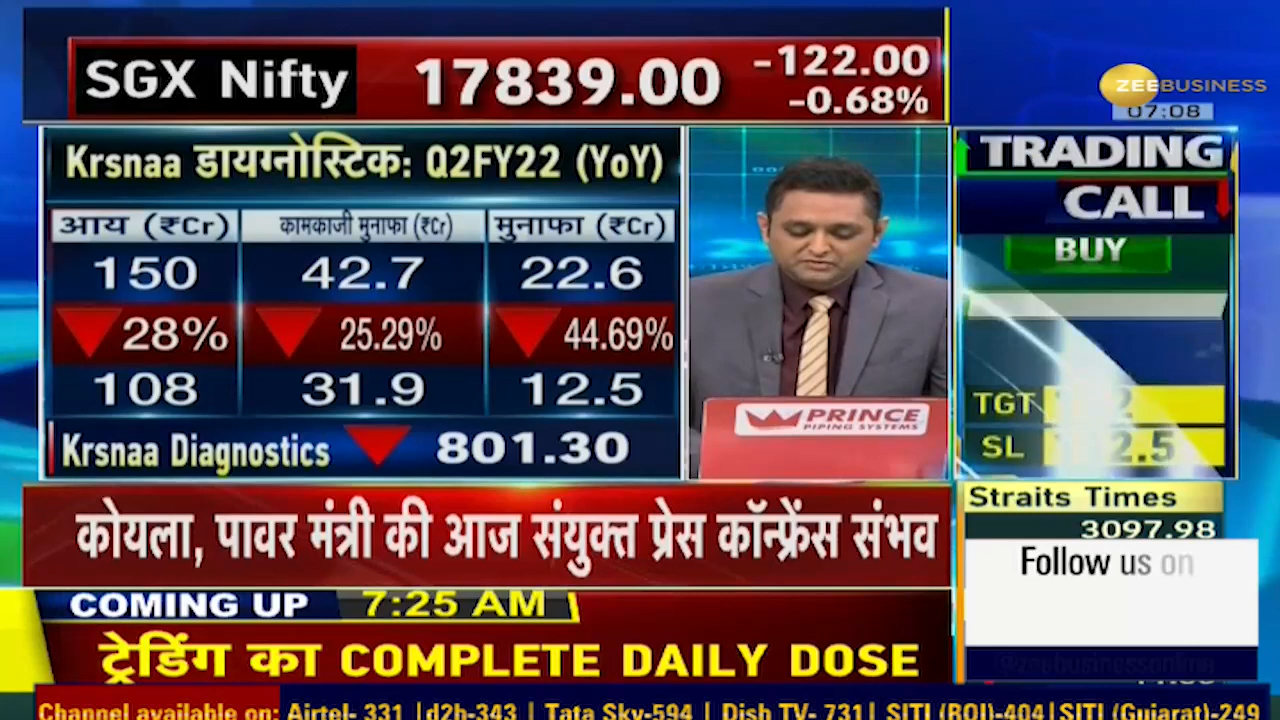 SGX Nifty 17839.00 -122.00
-0.68%
ZEEBUSINESS
07:08
Krsnaa डायग्नोस्टिक: Q2FY22 (YoY)
आय (₹Cr) कामकाजी मुनाफा (₹Cr) मुनाफा (₹Cr)
150 42.7 22.6
28% 25.29% 44.69%
108 31.9 12.5
Krsnaa Diagnostics 801.30
PRINCE
PIPING SYSTEMS
TRADING
CALL
BUY
TGT
SL
Straits Times
3097.98
Follow us on
@zeebusinessonline
कोयला, पावर मंत्री की आज संयुक्त प्रेस कॉन्फ्रेंस संभव
COMING UP 7:25 AM
ट्रेडिंग का COMPLETE DAILY DOSE
Channel available on: Airtel- 331 |d2h-343 | Tata Sky-594 | Dish TV- 731| SITI (ROI)-404|SITI (Gujarat)-249